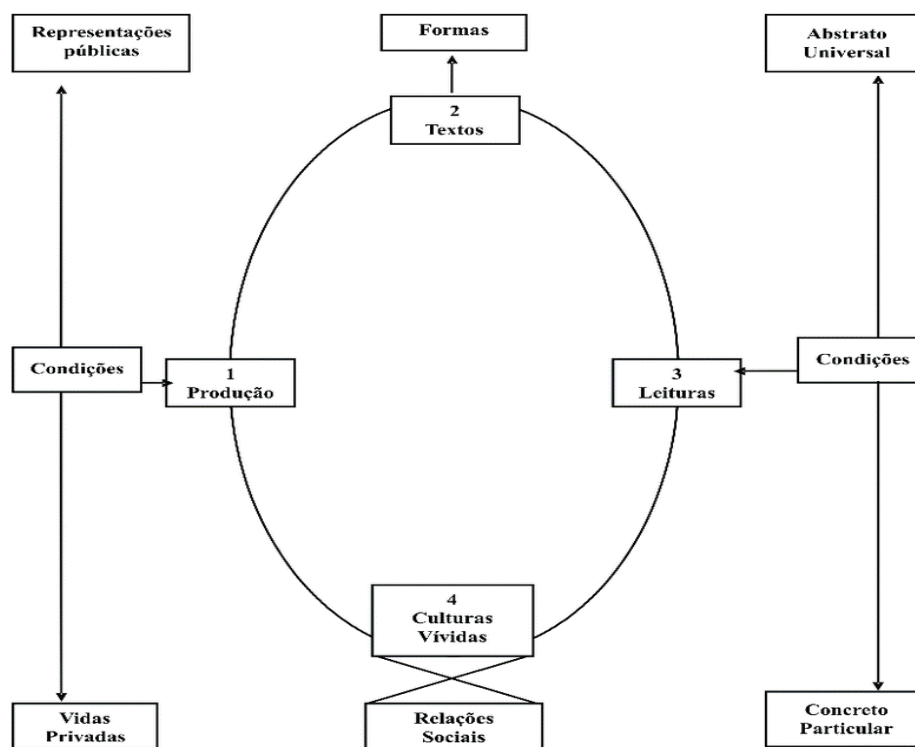 Representações
públicas
Formas
Abstrato
Universal
2
Textos
Condições
1
Produção
3
Leituras
Condições
4
Culturas
Vívidas
Vidas
Privadas
Relações
Sociais
Concreto
Particular